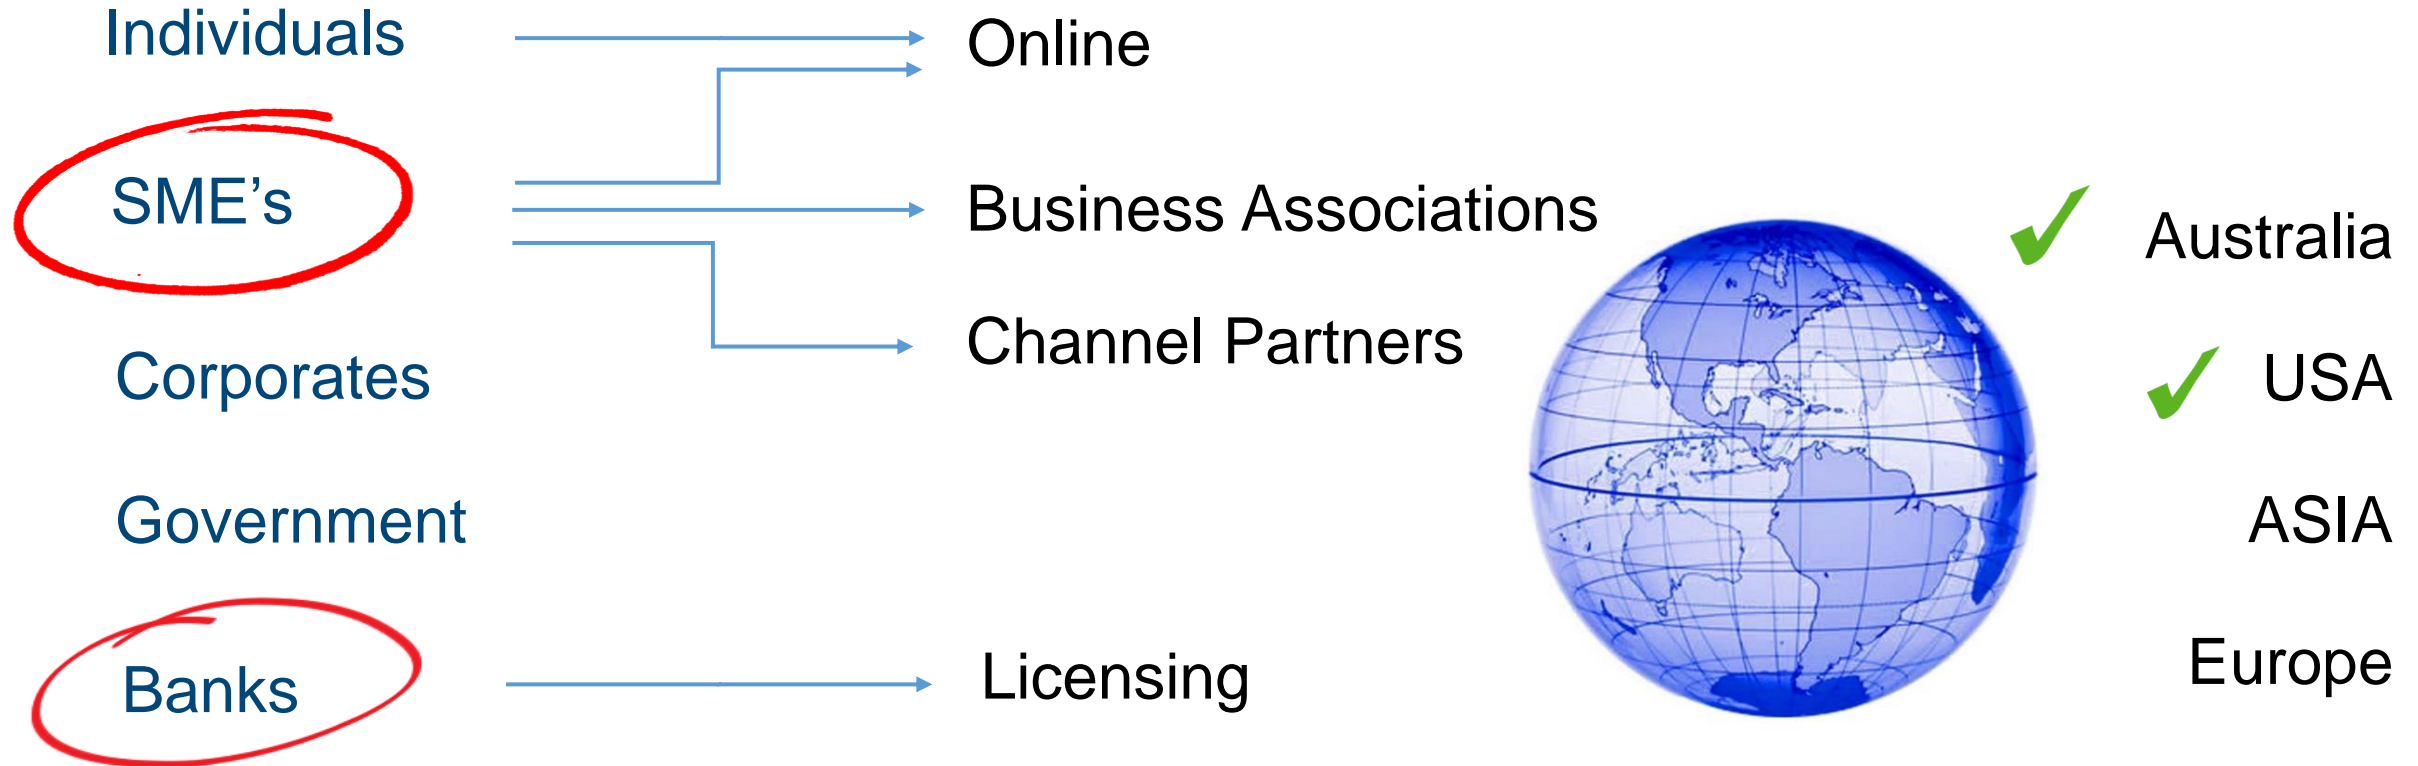 Individuals
SME’s
Corporates
Government
Banks
Online
Business Associations
Channel Partners
Licensing
Australia
USA
ASIA
Europe